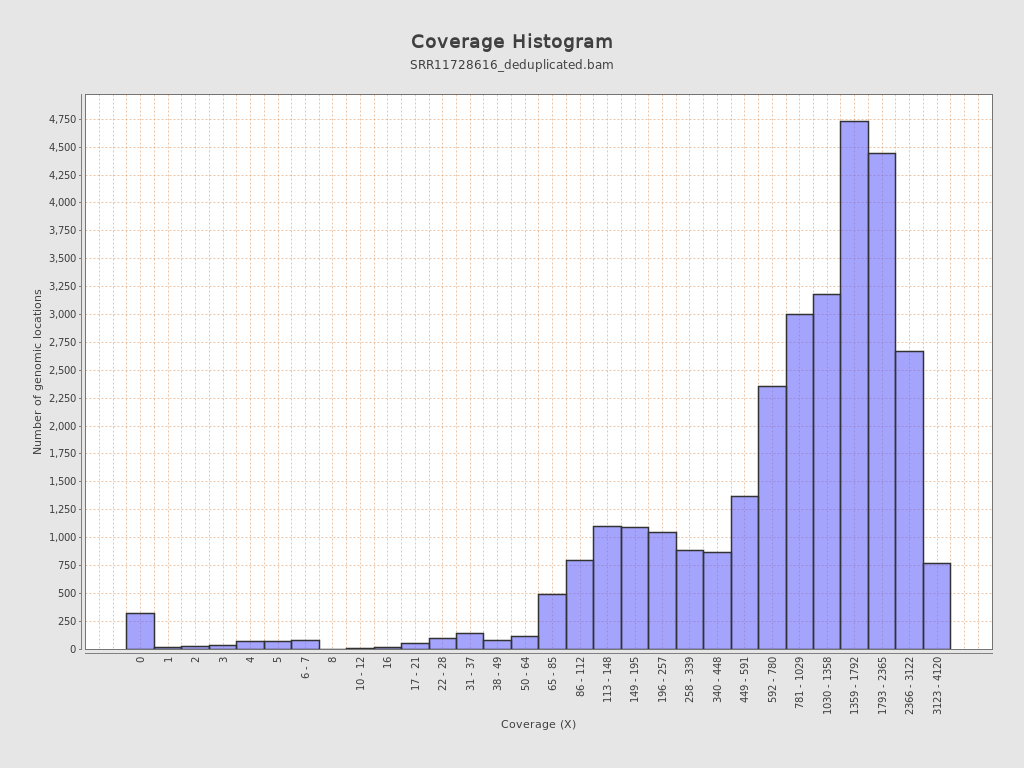 Coverage Histogram
SRR11728616_deduplicated.bam
Number of genomic locations
4,750
4,500
4,250
4,000
3,750
3,500
3,250
3,000
2,750
2,500
2,250
2,000
1,750
1,500
1,250
1,000
750
500
250
0
0
1
2
3
4
5
6 - 7
8
10 - 12
16
17 - 21
22 - 28
31 - 37
38 - 49
50 - 64
65 - 85
86 - 112
113 - 148
149 - 195
196 - 257
258 - 339
340 - 448
449 - 591
592 - 780
781 - 1029
1030 - 1358
1359 - 1792
1793 - 2365
2366 - 3122
3123 - 4120
Coverage (X)